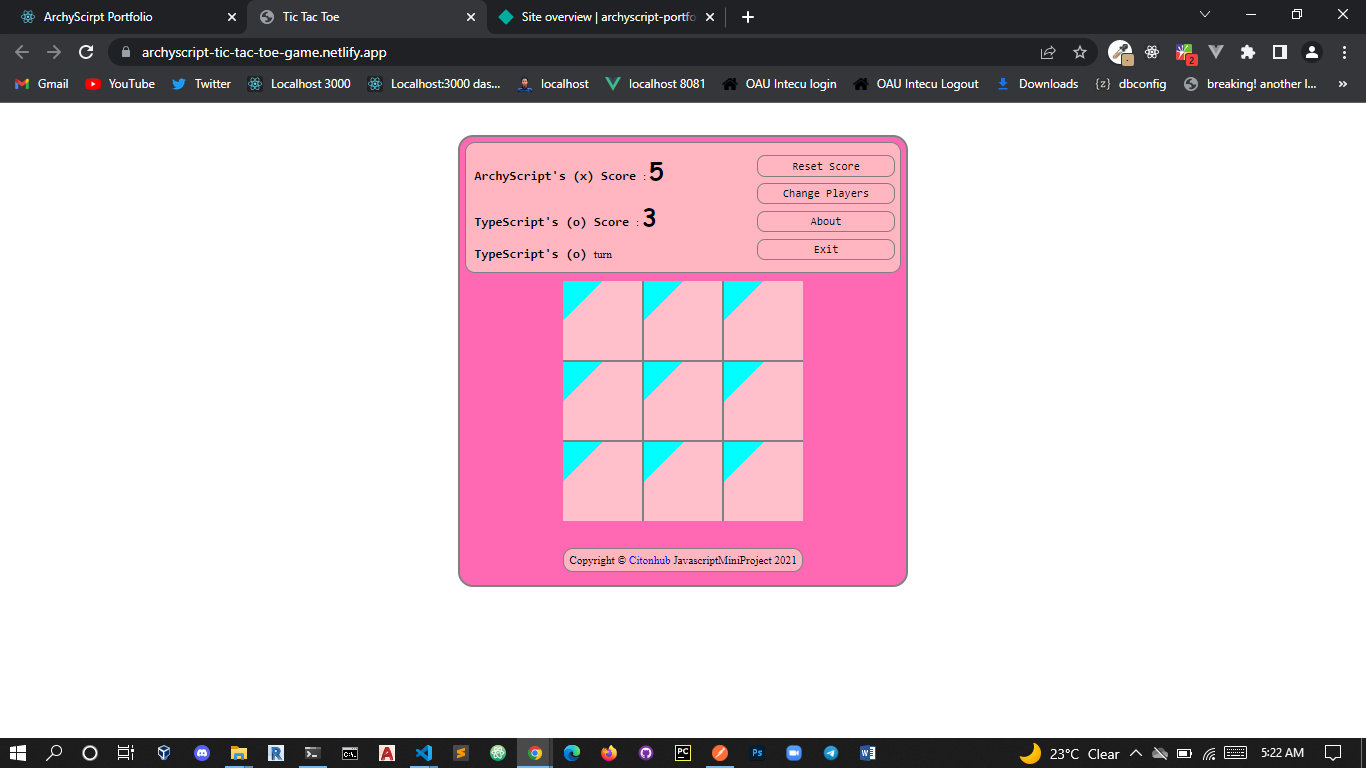 ArchyScirpt Portfolio
Tic Tac Toe
Site overview | archyscript-portfo
archyscript-tic-tac-toe-game.netlify.app
2
Gmail
YouTube
Twitter
Localhost 3000
Localhost:3000 das...
localhost
localhost 8081
OAU Intecu login
OAU Intecu Logout
Downloads
{z} dbconfig
breaking! another l...
»
ArchyScript's (x) Score :5
TypeScript's (o) Score :3
TypeScript's (o) turn
Reset Score
Change Players
About
Exit
Copyright © Citonhub JavascriptMiniProject 2021
R
C:\.
A
PC
Ps
W
23°C Clear
5:22 AM